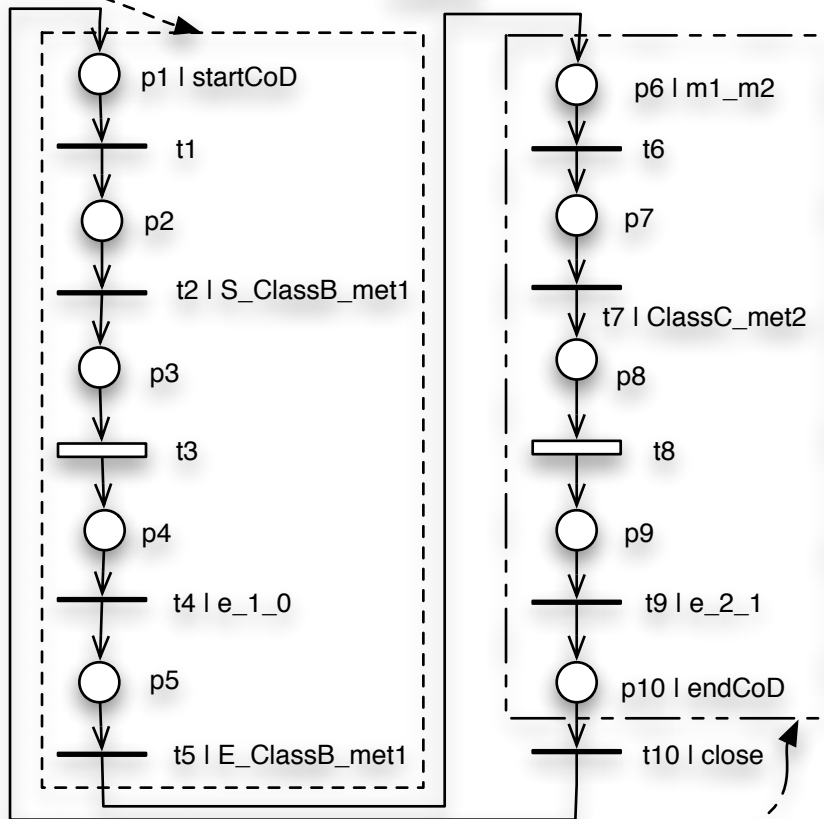 p1 | startCoD
t1
p2
t2 | S_ClassB_met1
p3
t3
p4
t4 | e_1_0
p5
t5 | E_ClassB_met1
p6 | m1_m2
t6
p7
t7 | ClassC_met2
p8
t8
p9
t9 | e_2_1
p10 | endCoD
t10 | close